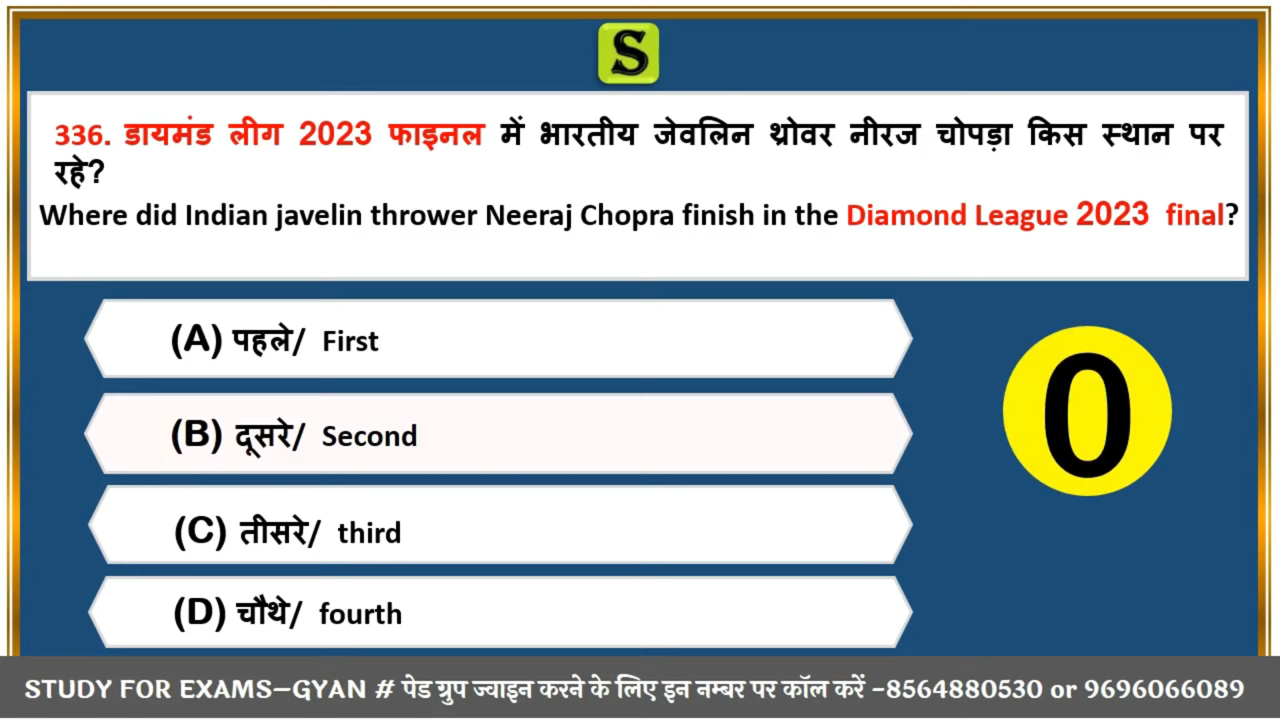 S
336. डायमंड लीग 2023 फाइनल में भारतीय जेवलिन थ्रोवर नीरज चोपड़ा किस स्थान पर
रहे?
Where did Indian javelin thrower Neeraj Chopra finish in the Diamond League 2023 final?
(A) पहले/ First
(B) दूसरे/ Second
(C) तीसरे/ third
(D) चौथे/ fourth
0
STUDY FOR EXAMS–GYAN # पेड ग्रुप ज्वाइन करने के लिए इन नम्बर पर कॉल करें –8564880530 or 9696066089